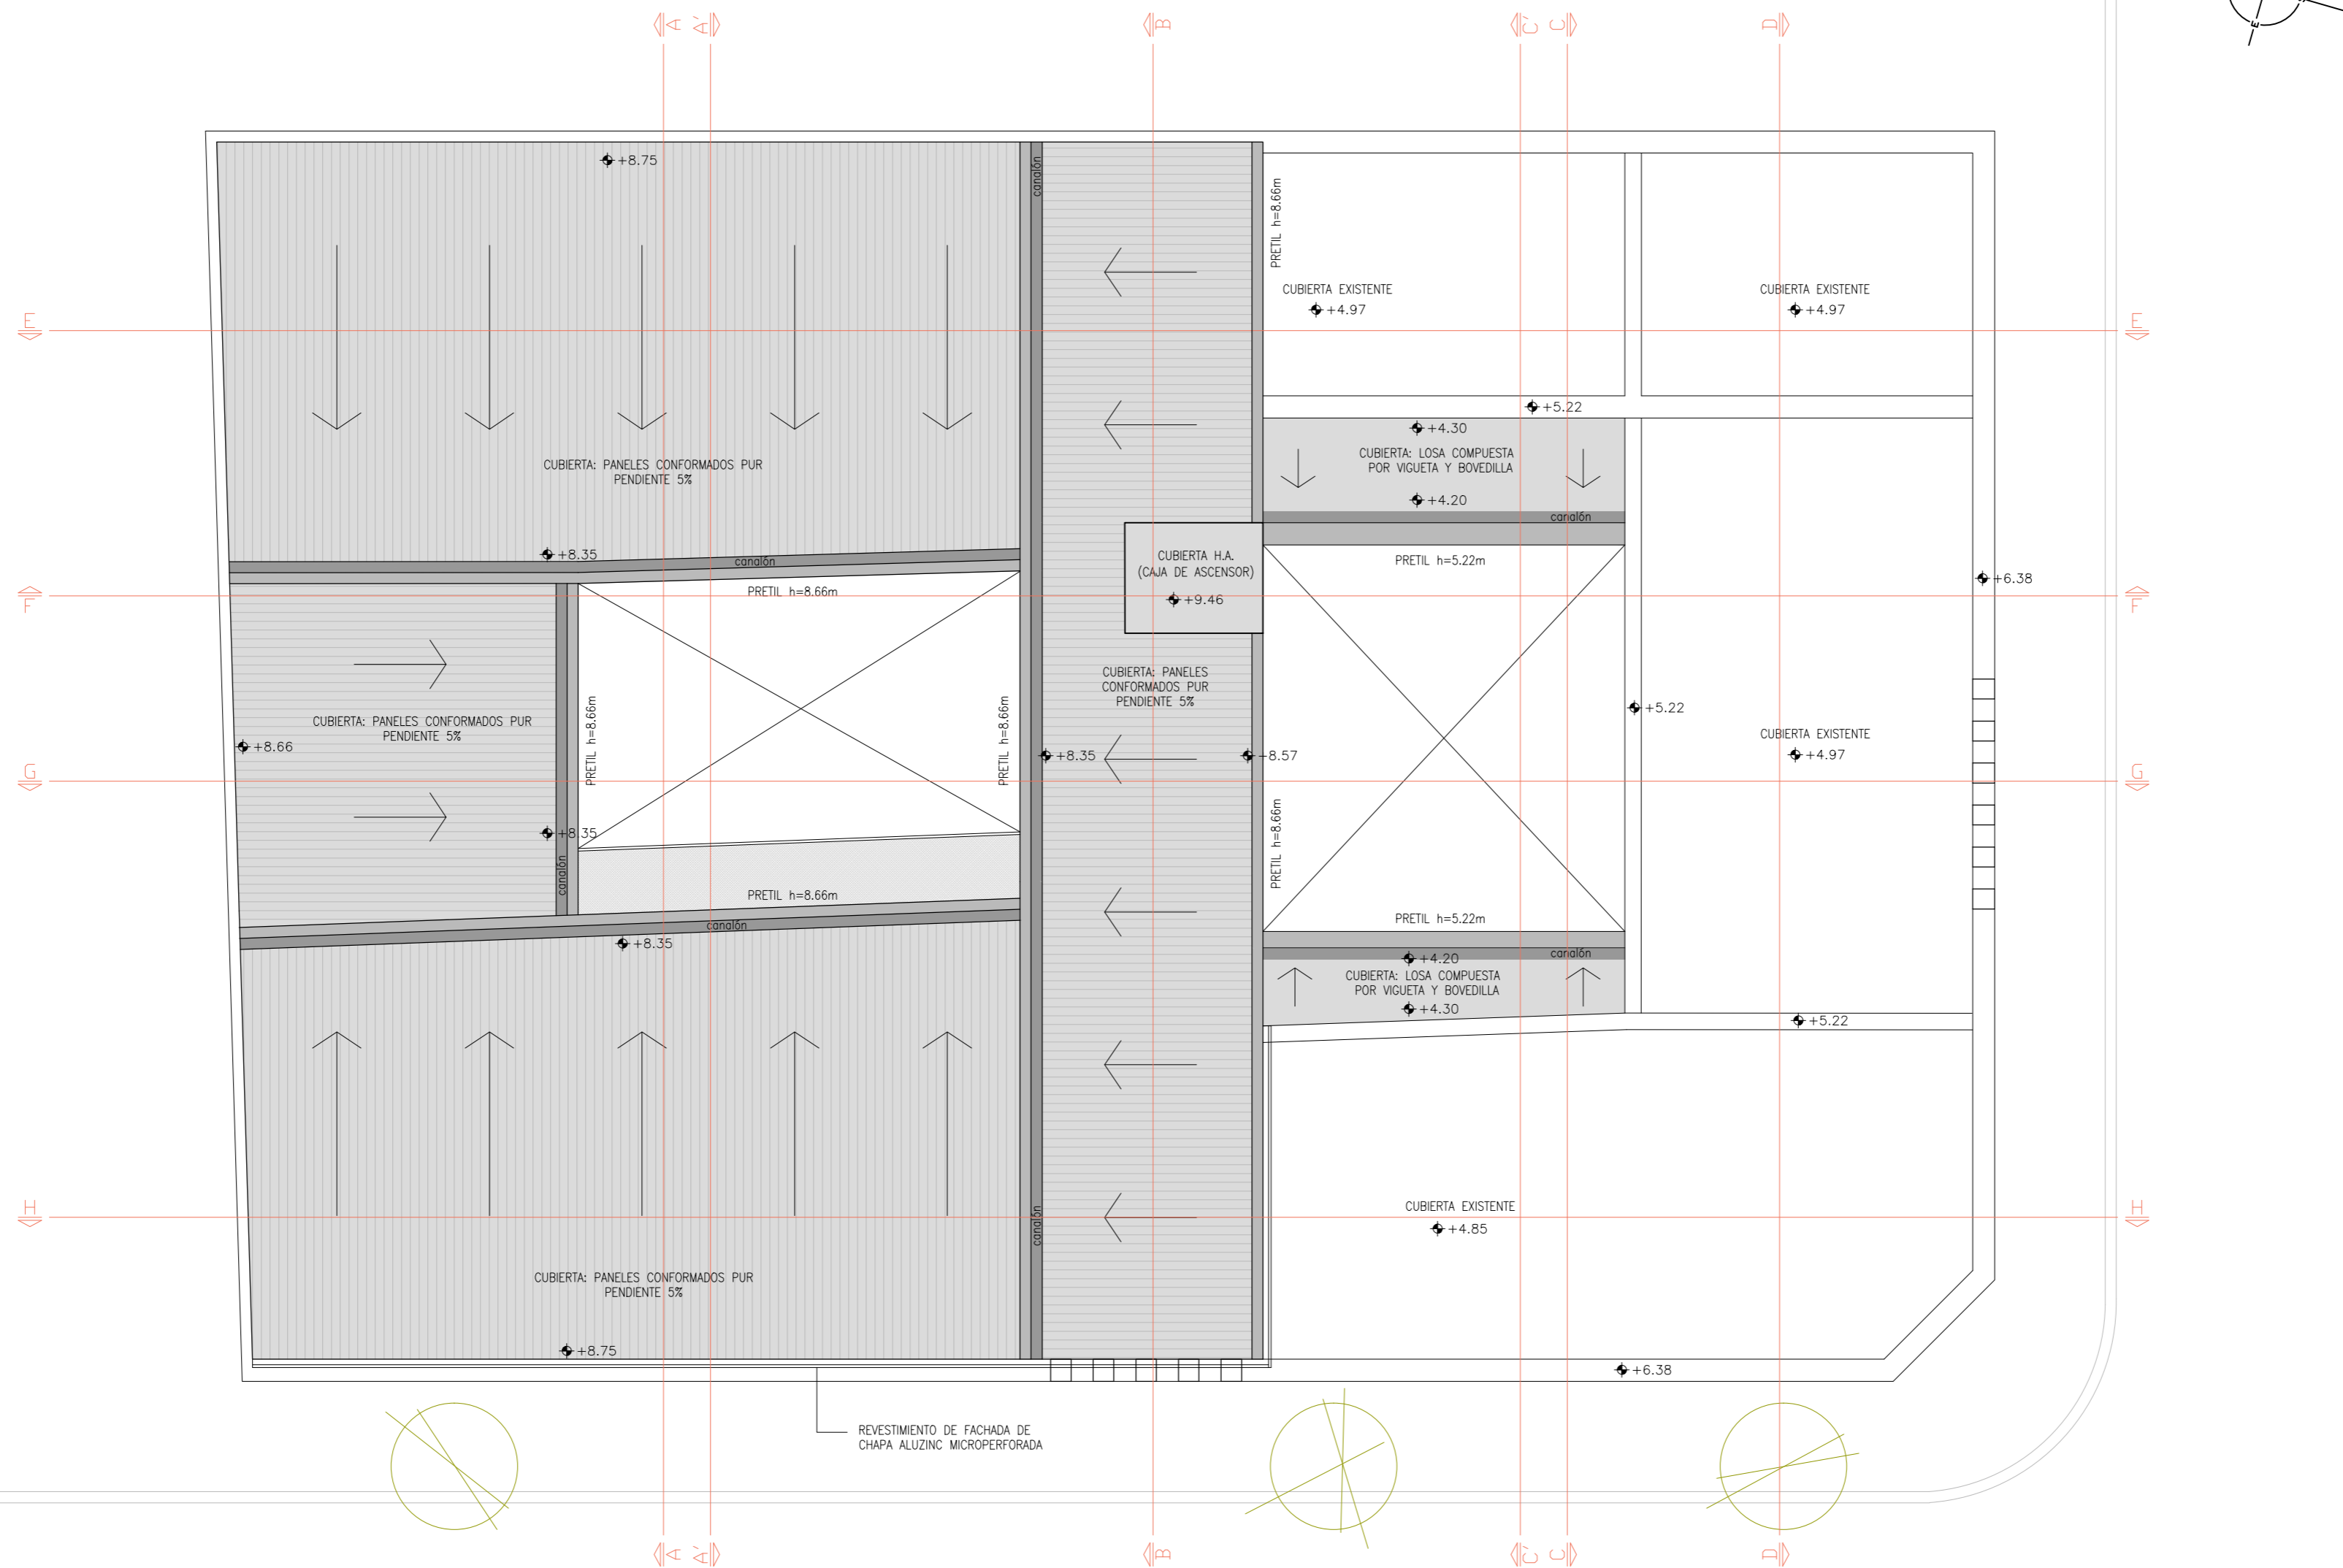 A A' B C' C D
E
S
+8.75
canalón
PRETIL h=8.66m
CUBIERTA EXISTENTE
+4.97
CUBIERTA EXISTENTE
+4.97
E E
+5.22
+4.30
CUBIERTA: LOSA COMPUESTA
POR VIGUETA Y BOVEDILLA
+4.20
canalón
CUBIERTA: PANELES CONFORMADOS PUR
PENDIENTE 5%
+8.35
canalón
PRETIL h=8.66m
CUBIERTA H.A.
(CAJA DE ASCENSOR)
+9.46
PRETIL h=5.22m
+6.38
F F
CUBIERTA: PANELES CONFORMADOS PUR
PENDIENTE 5%
+8.66
PRETIL h=8.66m
PRETIL h=8.66m
CUBIERTA: PANELES
CONFORMADOS PUR
PENDIENTE 5%
+8.35
+8.57
+5.22
CUBIERTA EXISTENTE
+4.97
G G
+8.35
canalón
PRETIL h=8.66m
PRETIL h=8.66m
canalón
+8.35
PRETIL h=5.22m
canalón
+4.20
CUBIERTA: LOSA COMPUESTA
POR VIGUETA Y BOVEDILLA
+4.30
+5.22
H H
CUBIERTA EXISTENTE
+4.85
canalón
CUBIERTA: PANELES CONFORMADOS PUR
PENDIENTE 5%
+8.75
+6.38
REVESTIMIENTO DE FACHADA DE
CHAPA ALUZINC MICROPERFORADA
A A' B C' C D